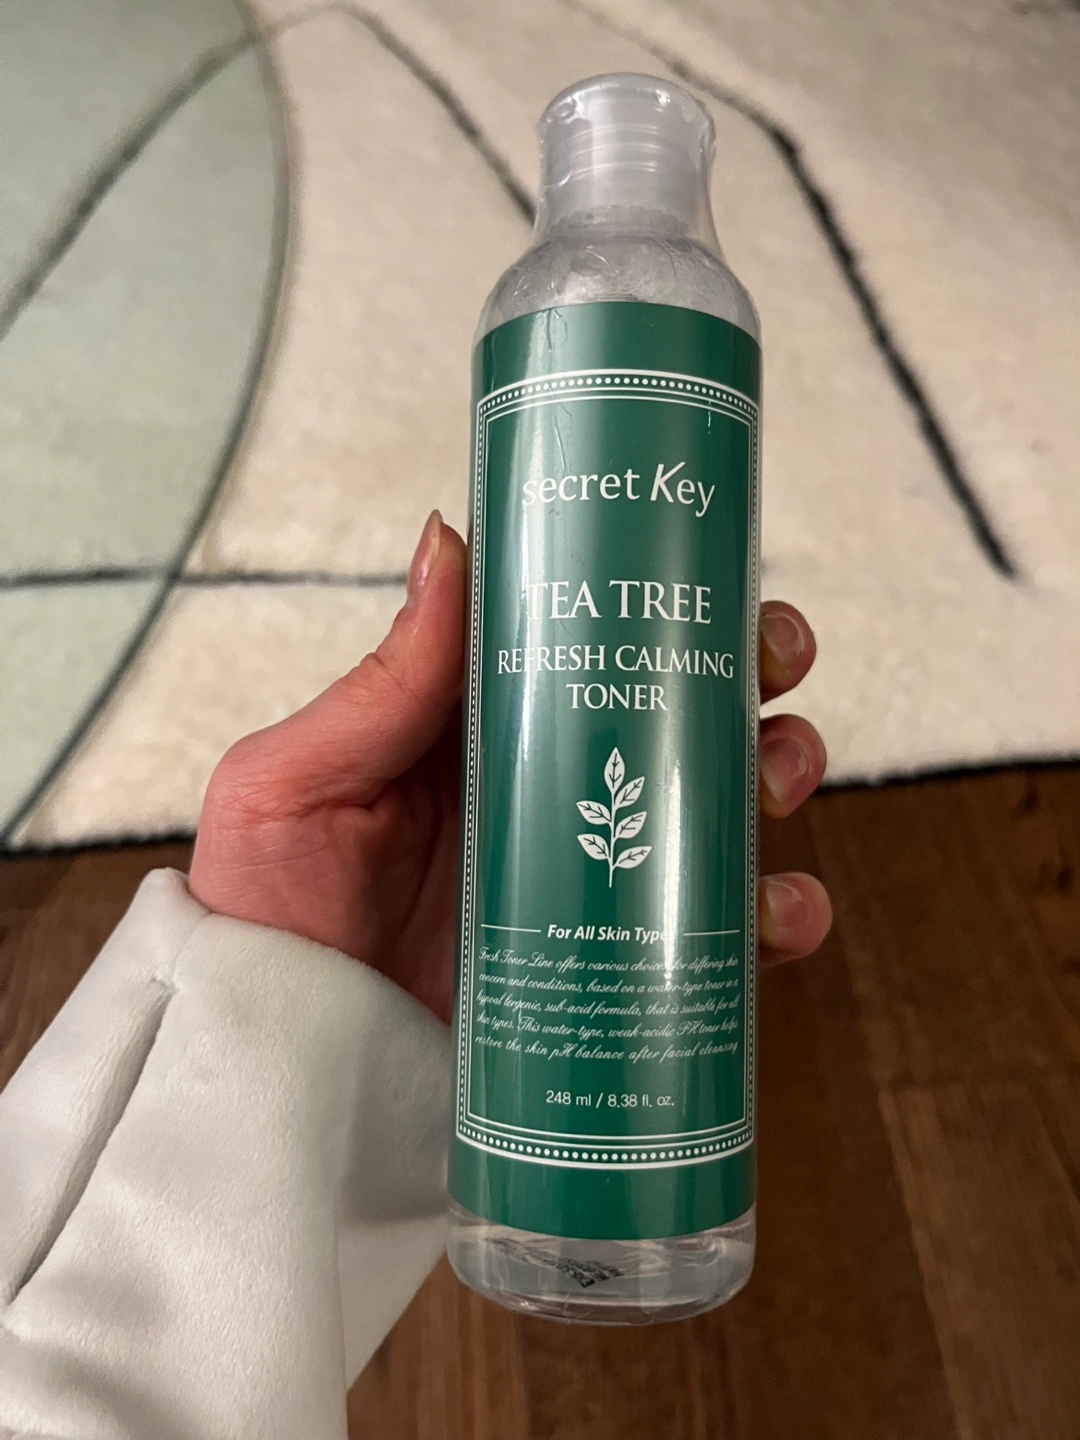 secret Key
TEA TREE
REFRESH CALMING
TONER
For All Skin Types
Fresh Toner Line offers various choices for differing skin
concern and conditions, based on a water-type toner in a
hypoal lergenic, sub-acid formula, that is suitable for all
skin types. This water-type, weak-acidic PH toner helps
restore the skin pH balance after facial cleansing
248 ml / 8.38 fl. oz.